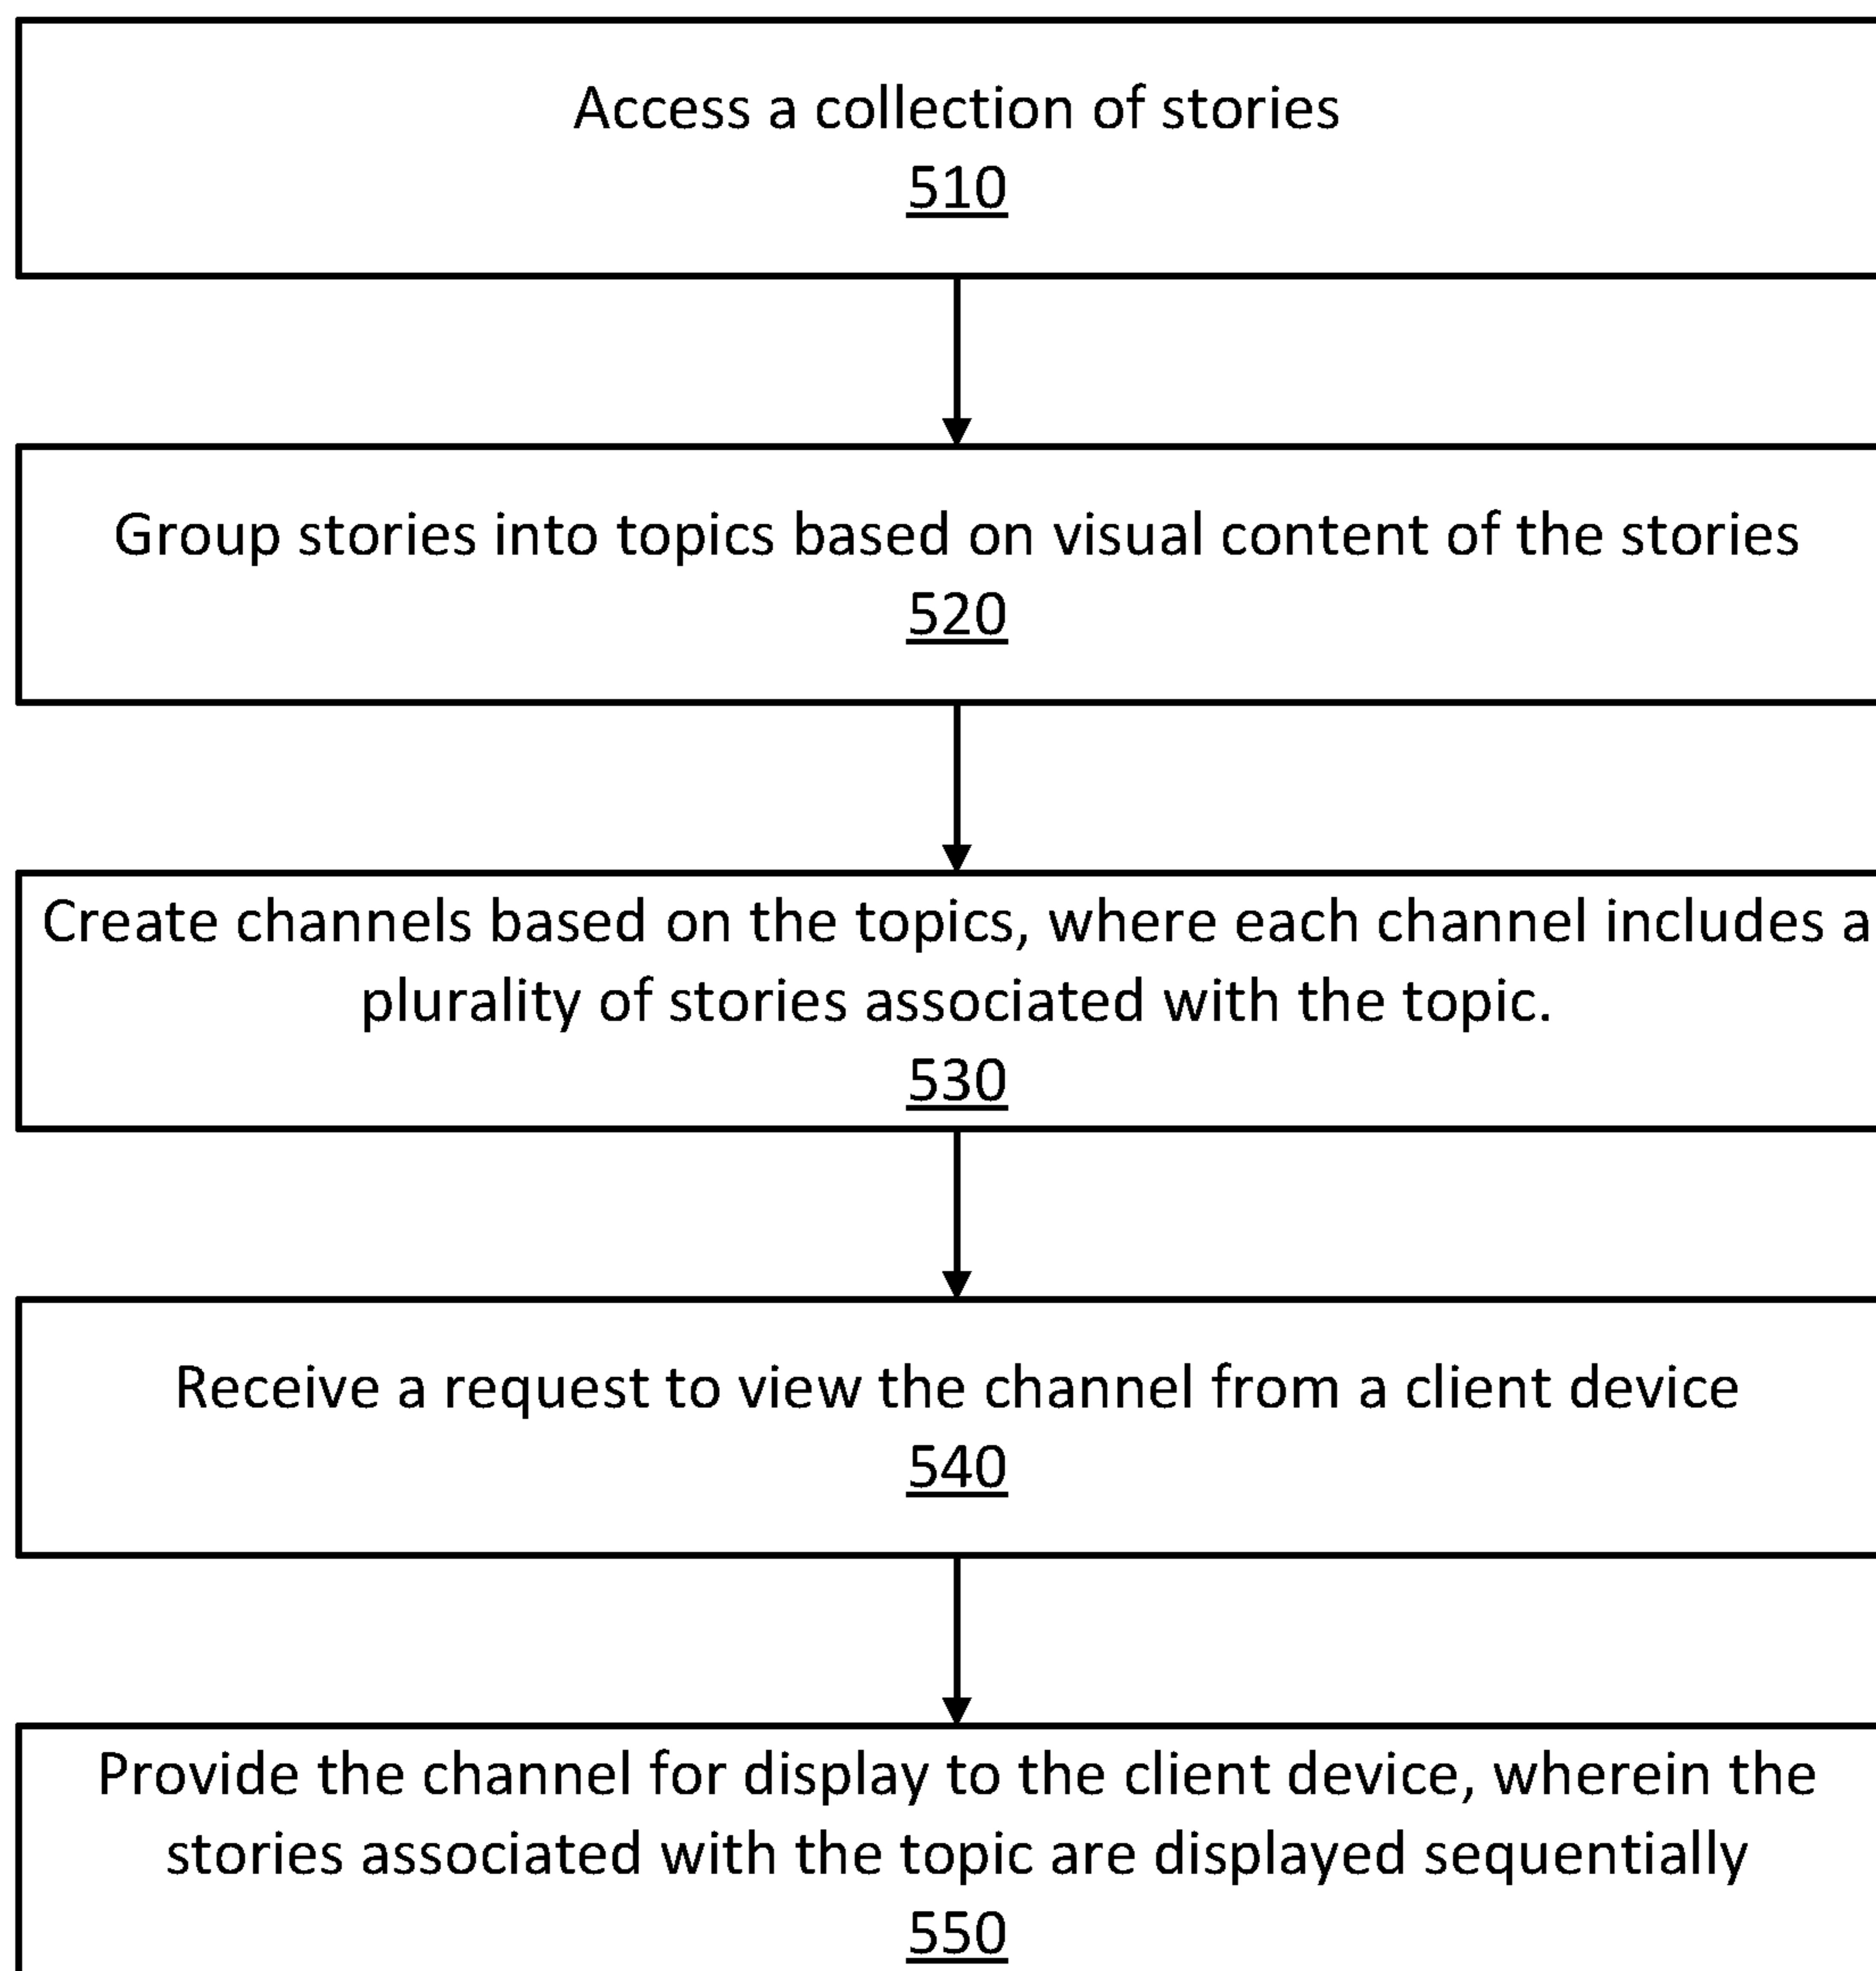 Access a collection of stories
510
Group stories into topics based on visual content of the stories
520
Create channels based on the topics, where each channel includes a
plurality of stories associated with the topic.
530
Receive a request to view the channel from a client device
540
Provide the channel for display to the client device, wherein the
stories associated with the topic are displayed sequentially
550